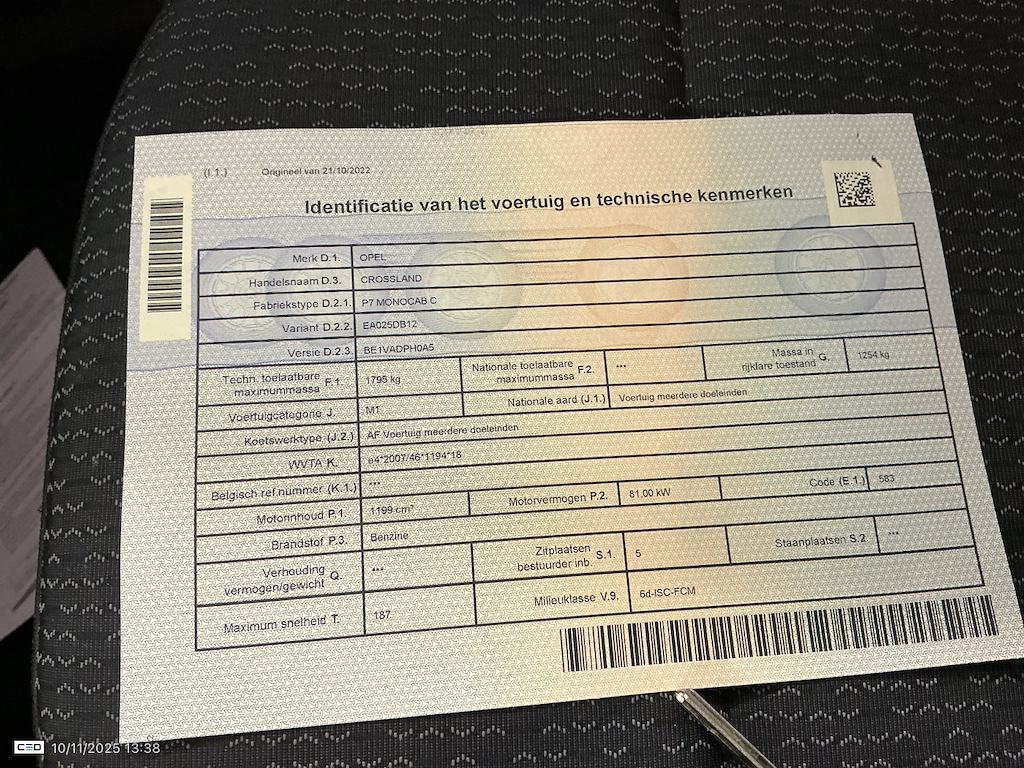 (I.1.) Origineel van 21/10/2022
Identificatie van het voertuig en technische kenmerken
Merk D.1. OPEL
Handelsnaam D.3. CROSSLAND
Fabriekstype D.2.1. P7 MONOCAB C
Variant D.2.2. EA025DB12
Versie D.2.3. BE1VADPH0A5
Techn. toelaatbare maximummassa F.1. 1795 kg Nationale toelaatbare maximummassa F.2. *** Massa in rijklare toestand G. 1254 kg
Voertuigcategorie J. M1 Nationale aard (J.1.) Voertuig meerdere doeleinden
Koetswerktype (J.2.) AF Voertuig meerdere doeleinden
WVTA K. e4*2007/46*1194*18
Belgisch ref.nummer (K.1.) ***
Motorinhoud P.1. 1199 cm³ Motorvermogen P.2. 81,00 kW Code (E.1.) 583
Brandstof P.3. Benzine
Verhouding vermogen/gewicht Q. *** Zitplaatsen bestuurder inb. S.1. 5 Staanplaatsen S.2. ***
Maximum snelheid T. 187 Milieuklasse V.9. 6d-ISC-FCM
10/11/2025 13:38